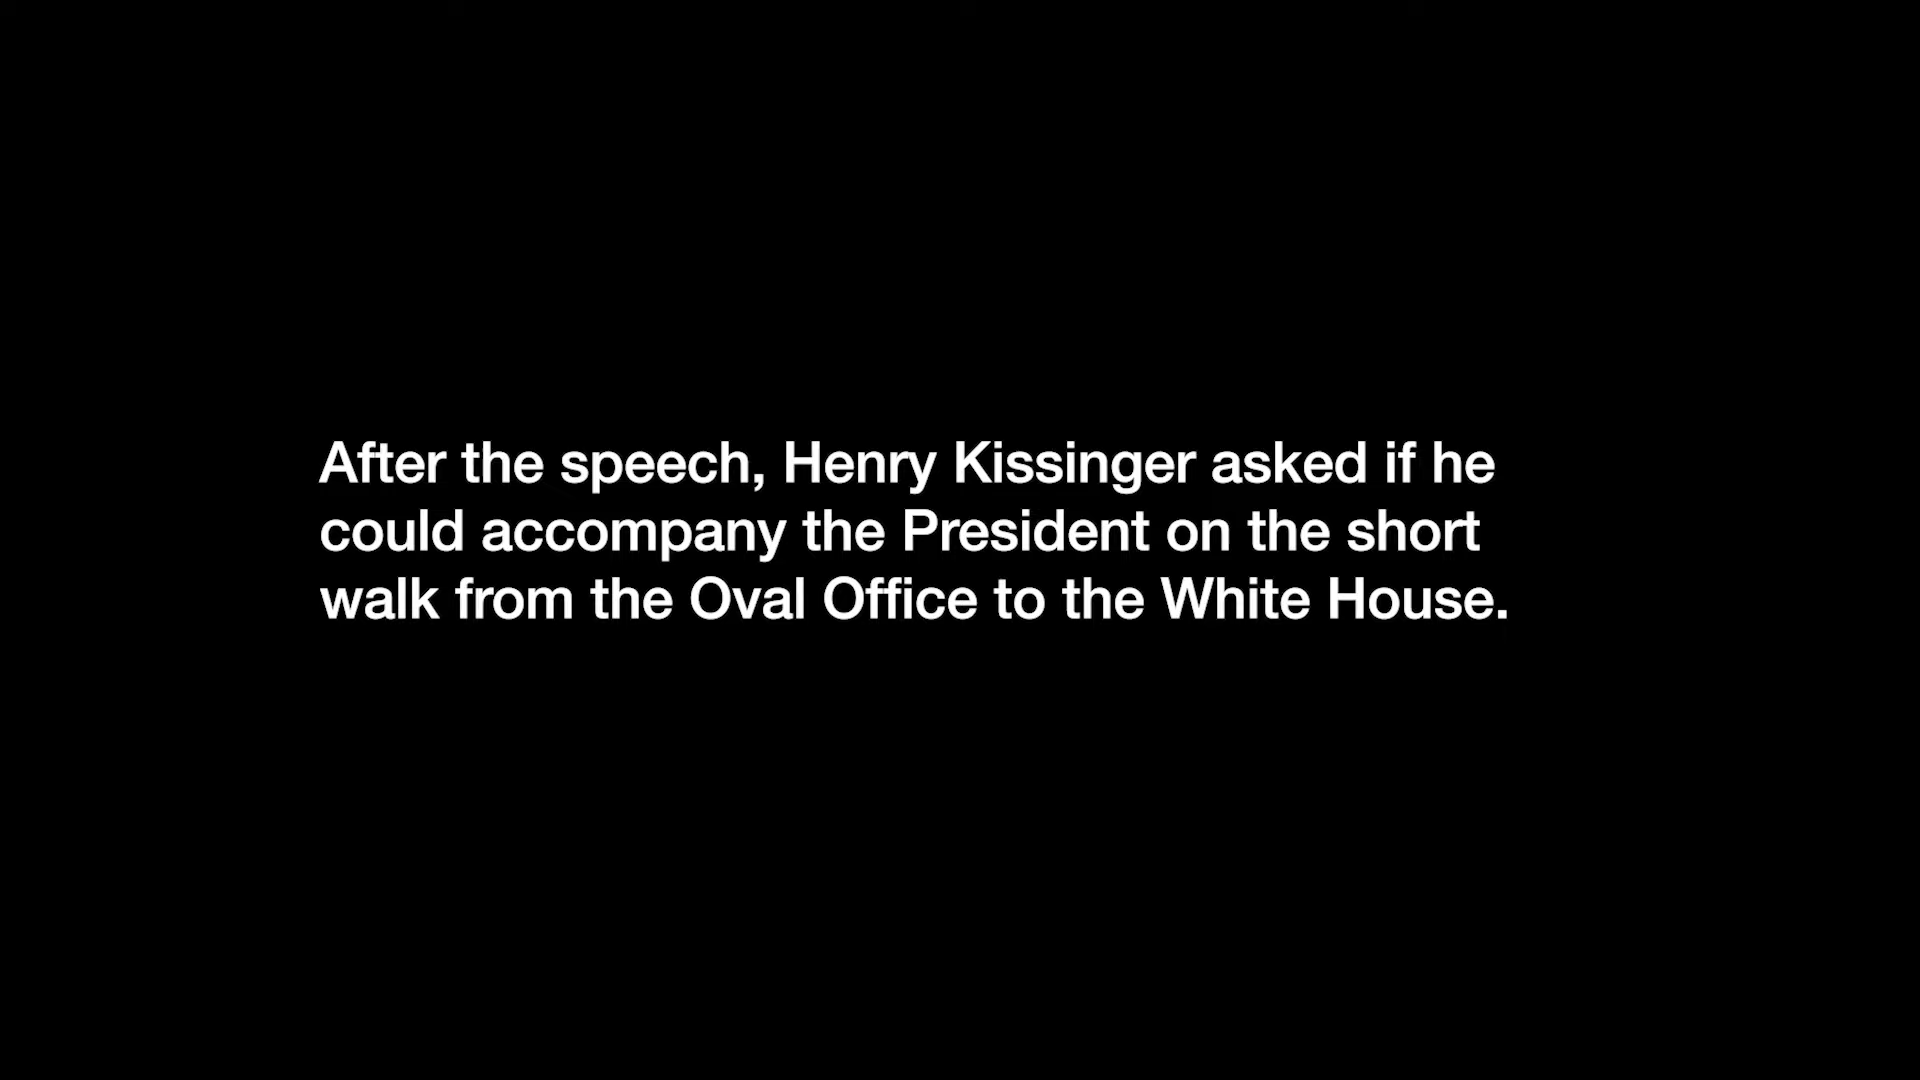 After the speech, Henry Kissinger asked if he
could accompany the President on the short
walk from the Oval Office to the White House.